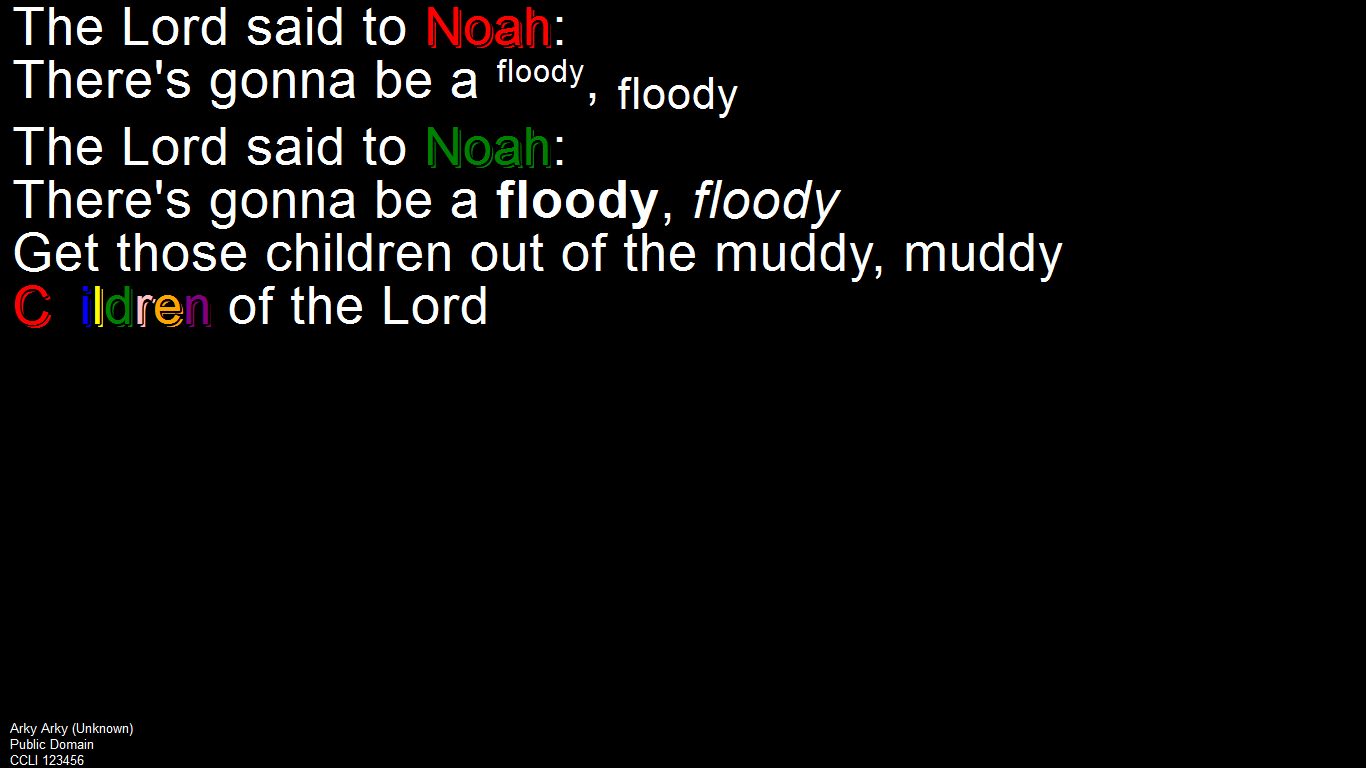 The Lord said to Noah:
There's gonna be a floody, floody
The Lord said to Noah:
There's gonna be a floody, floody
Get those children out of the muddy, muddy
C ildren of the Lord
Arky Arky (Unknown)
Public Domain
CCLI 123456